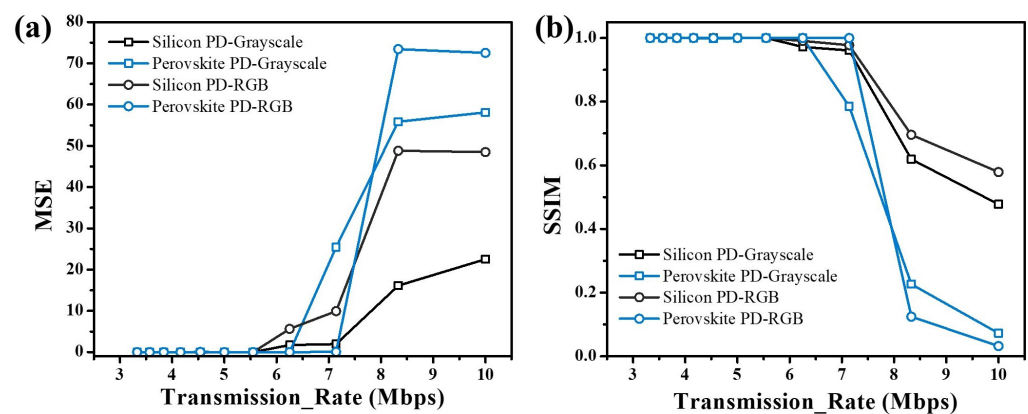 (a)
MSE
80
70
60
50
40
30
20
10
0
Silicon PD-Grayscale
Perovskite PD-Grayscale
Silicon PD-RGB
Perovskite PD-RGB
3 4 5 6 7 8 9 10
Transmission_Rate (Mbps)
(b)
SSIM
1.0
0.8
0.6
0.4
0.2
0.0
Silicon PD-Grayscale
Perovskite PD-Grayscale
Silicon PD-RGB
Perovskite PD-RGB
3 4 5 6 7 8 9 10
Transmission_Rate (Mbps)